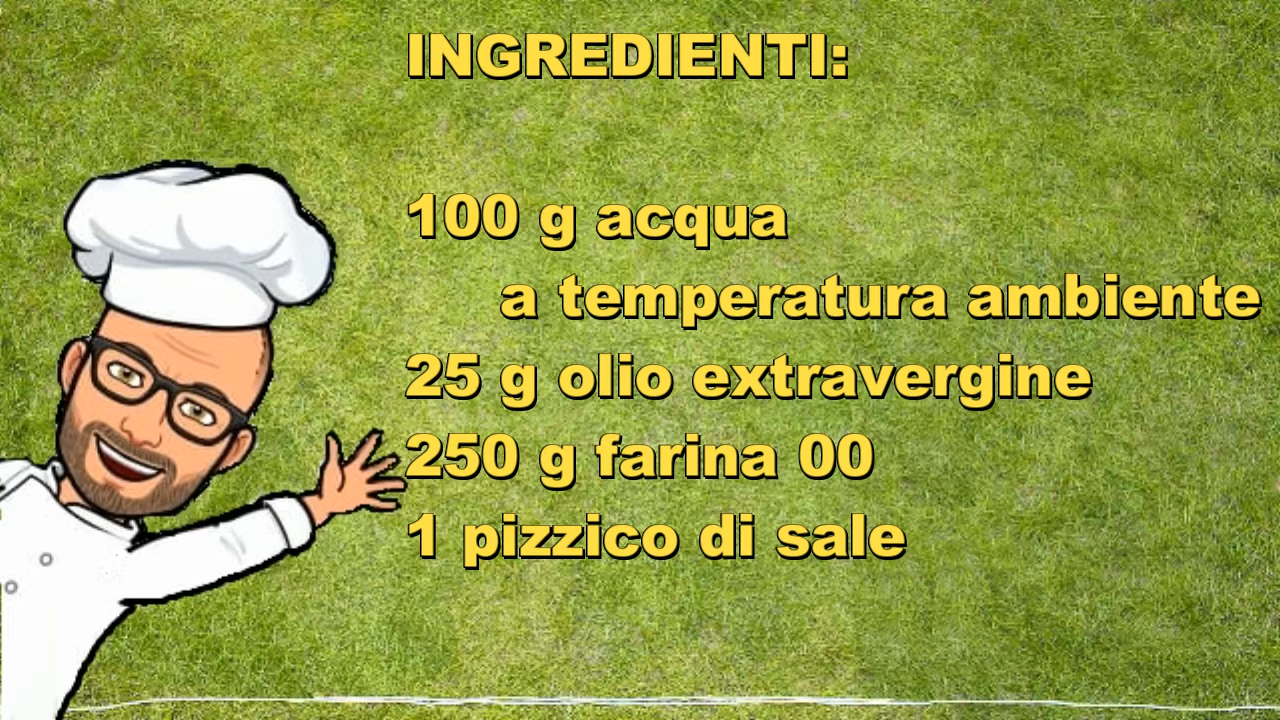 INGREDIENTI:
100 g acqua
a temperatura ambiente
25 g olio extravergine
250 g farina 00
1 pizzico di sale